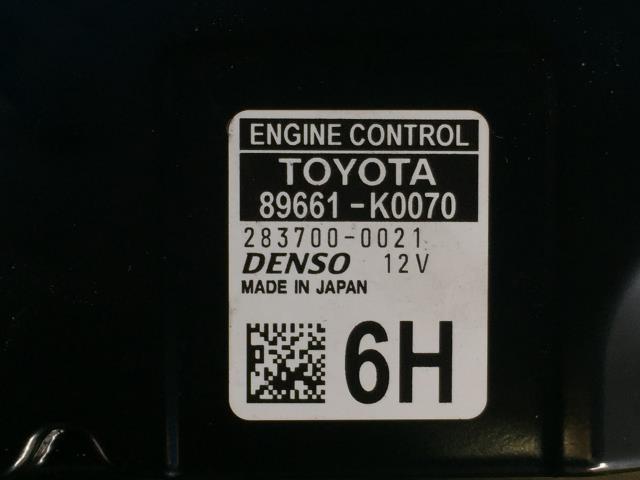 ENGINE CONTROL
TOYOTA
89661-K0070
283700-0021
DENSO 12V
MADE IN JAPAN
6H